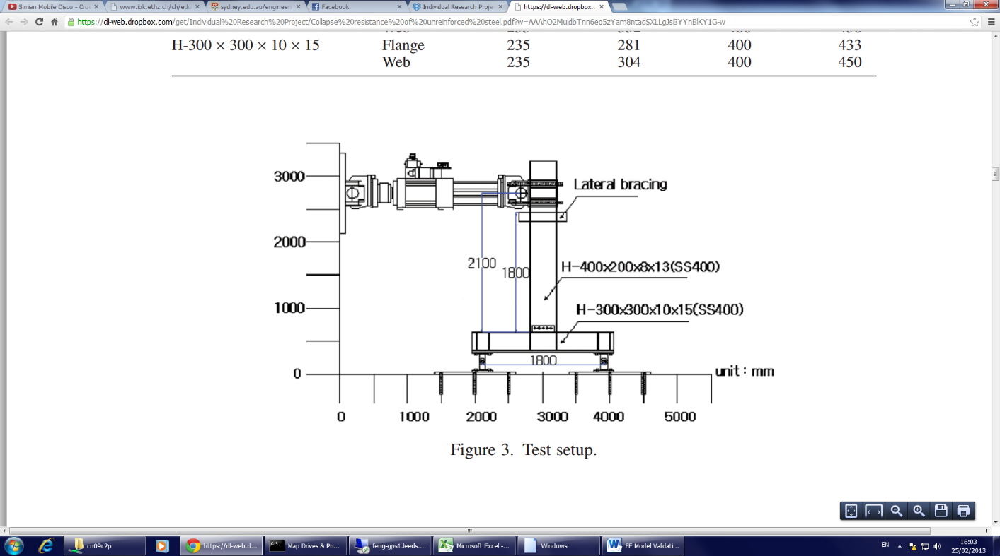 Simian Mobile Disco - Cru
www.ibk.ethz.ch/ch/edu
sydney.edu.au/engineeri
Facebook
Individual Research Proje
https://dl-web.dropbox.c
https://dl-web.dropbox.com/get/Individual%20Research%20Project/Collapse%20resistance%20of%20unreinforced%20steel.pdf?w=AAAhO2MuidbTnn6eo5zYam8ntadSXLLgJsBYYnBlKY1G-w
H-300 × 300 × 10 × 15 Flange 235 281 400 433
Web 235 304 400 450
3000
Lateral bracing
2000
2100
1800
H-400x200x8x13(SS400)
1000
H-300x300x10x15(SS400)
1800
0
unit : mm
0 1000 2000 3000 4000 5000
Figure 3. Test setup.
cn09c2p
https://dl-web.d...
Map Drives & Pri...
feng-gps1.leeds....
Microsoft Excel -...
Windows
FE Model Validati...
EN
16:03
25/02/2013